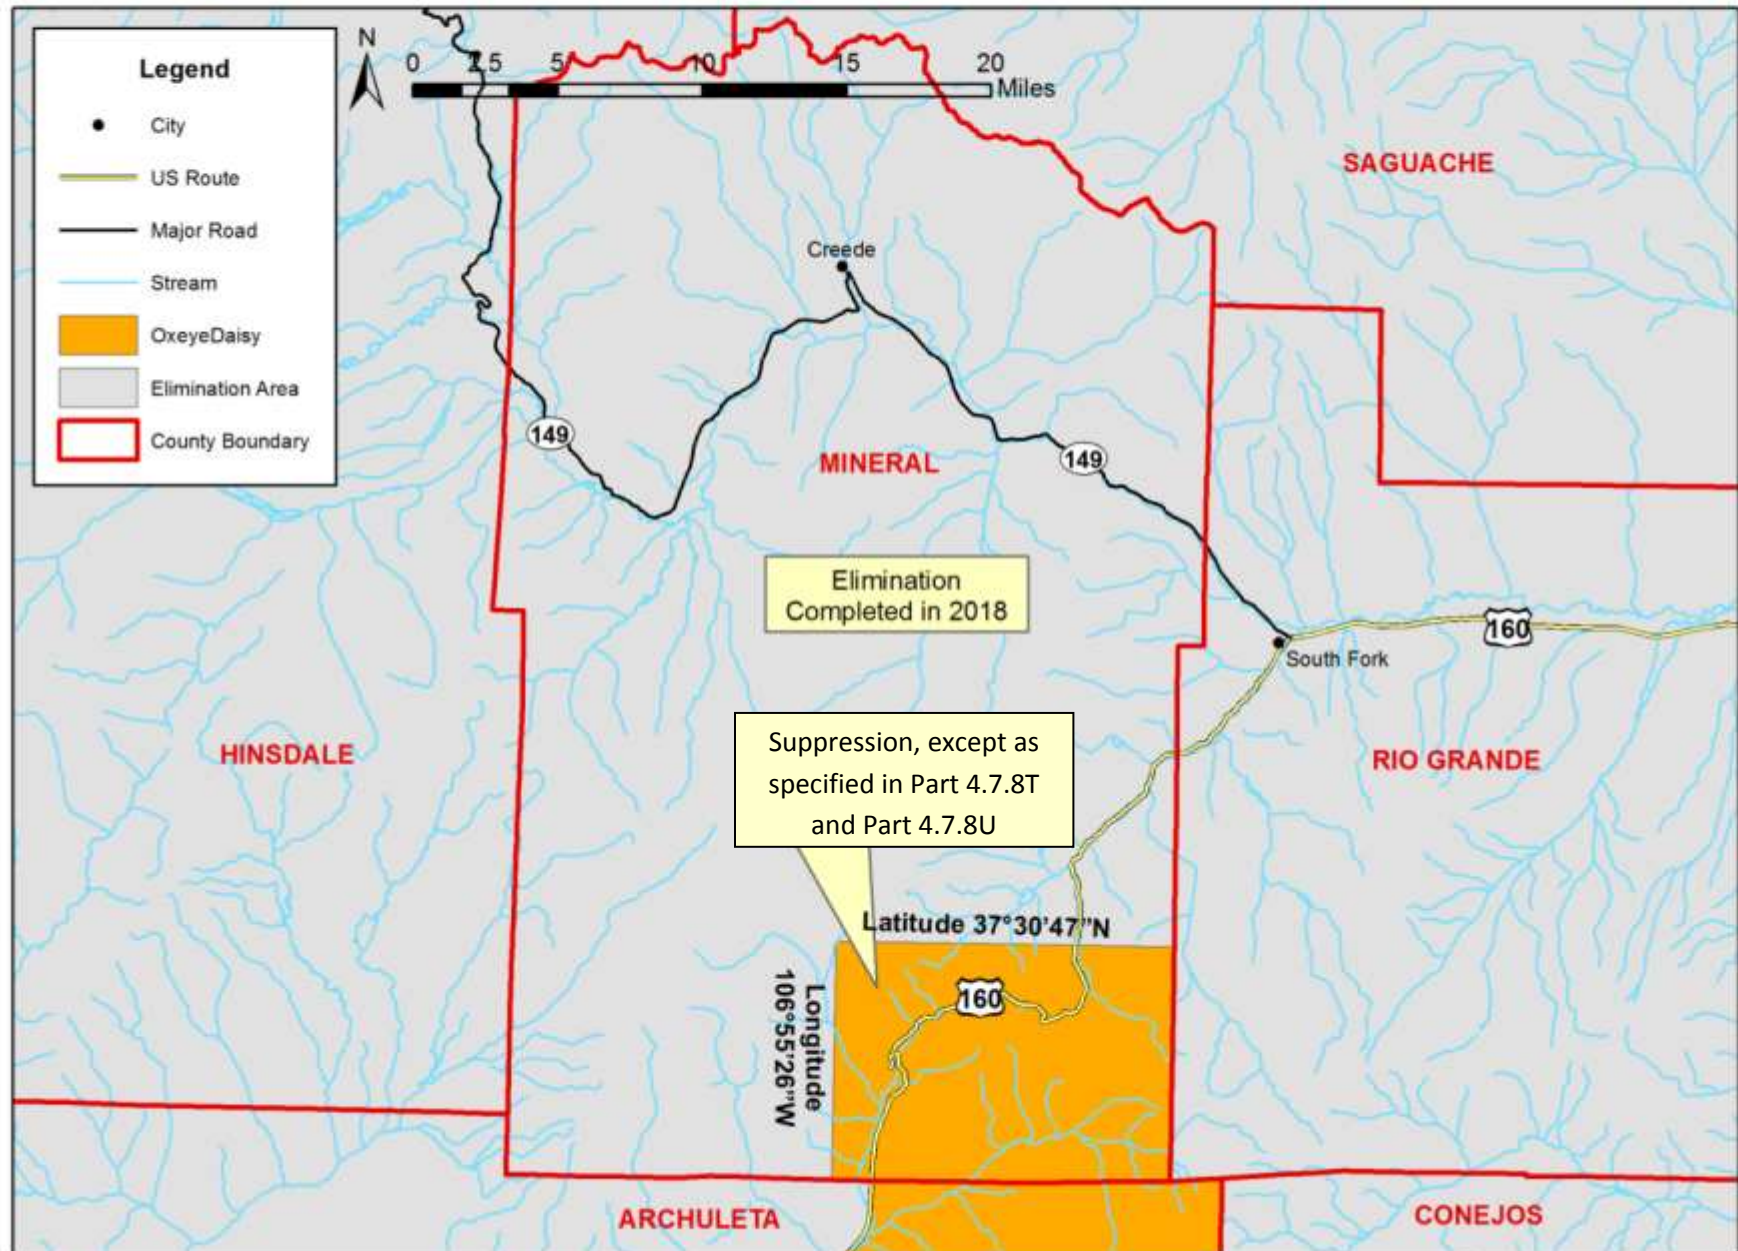 Legend
City
US Route
Major Road
Stream
OxeyeDaisy
Elimination Area
County Boundary
N
0 2.5 5 10 15 20
Miles
SAGUACHE
Creede
149
MINERAL
149
Elimination
Completed in 2018
160
South Fork
HINSDALE
RIO GRANDE
Suppression, except as
specified in Part 4.7.8T
and Part 4.7.8U
Latitude 37°30'47"N
Longitude
106°55'26"W
160
ARCHULETA
CONEJOS